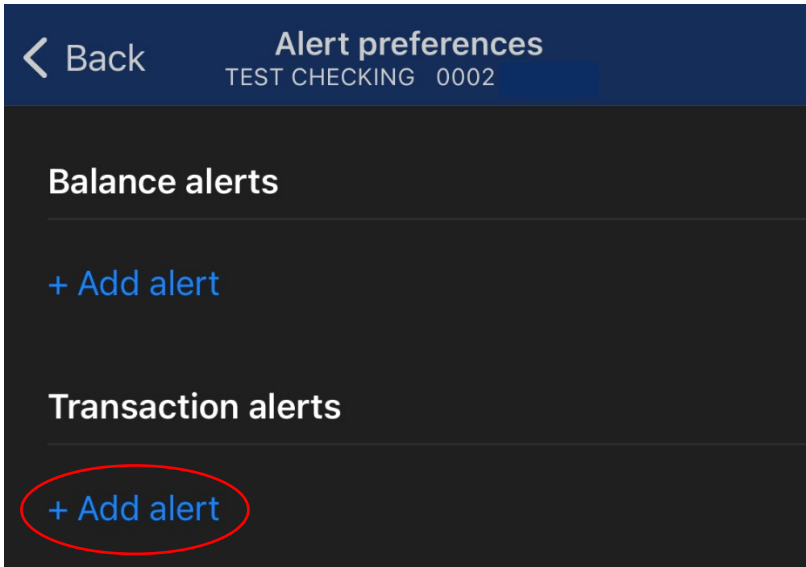 Back
Alert preferences
TEST CHECKING 0002
Balance alerts
+ Add alert
Transaction alerts
+ Add alert